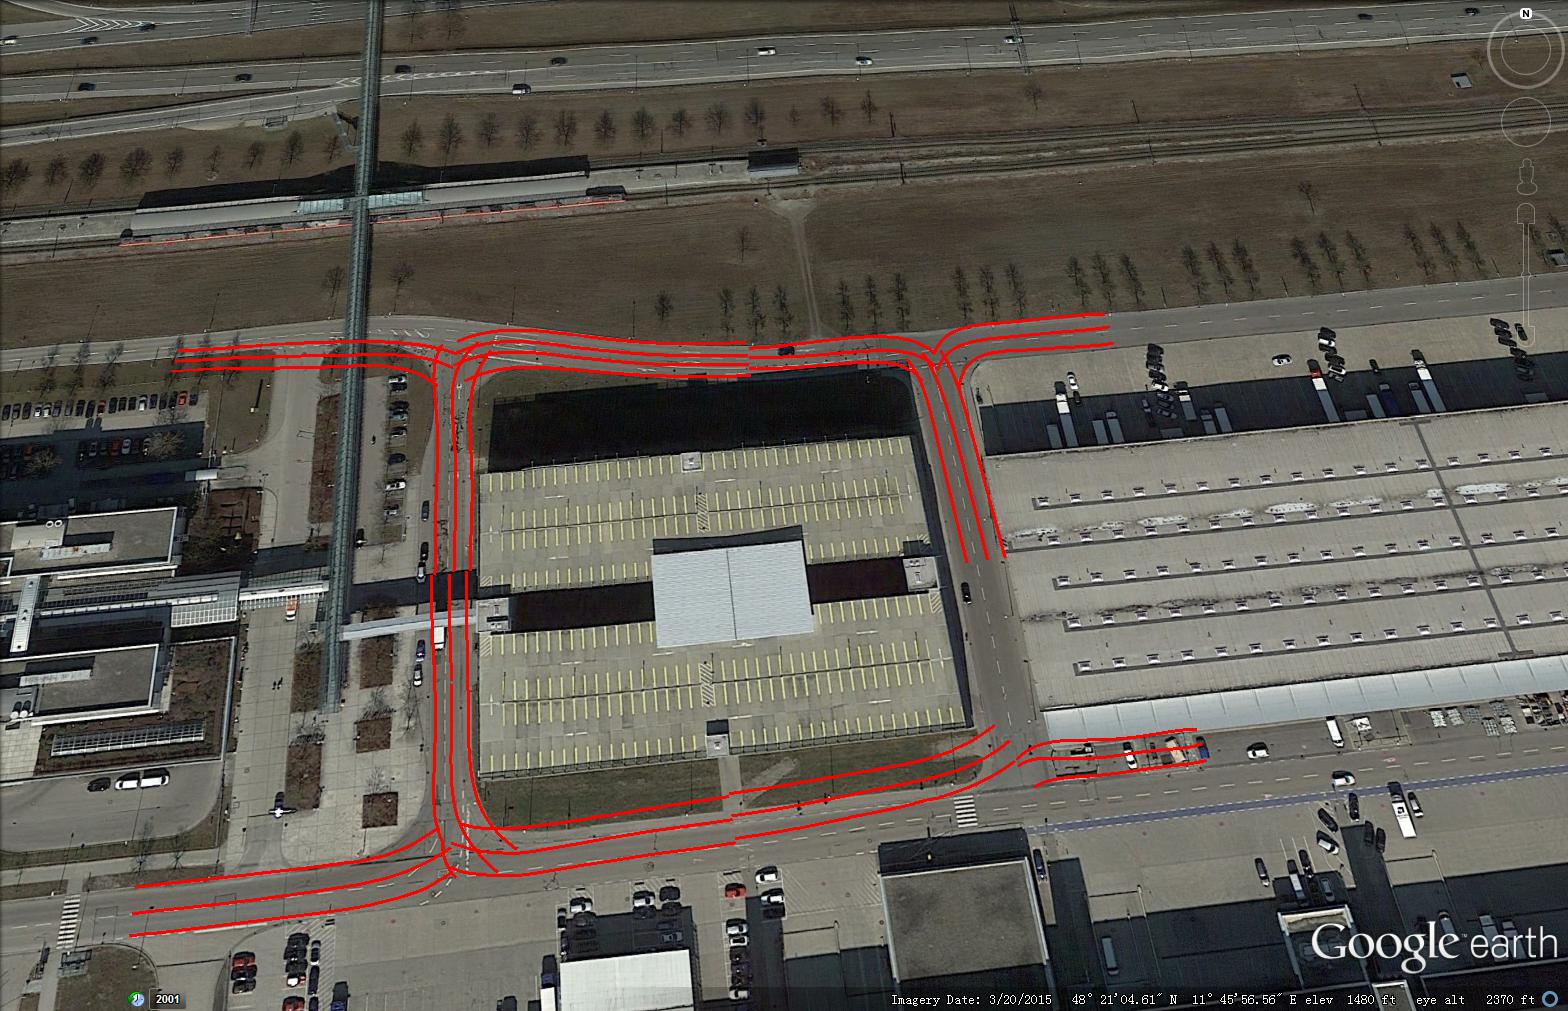 N
Google earth
2001
Imagery Date: 3/20/2015 48° 21'04.61" N 11° 45'56.56" E elev 1480 ft eye alt 2370 ft